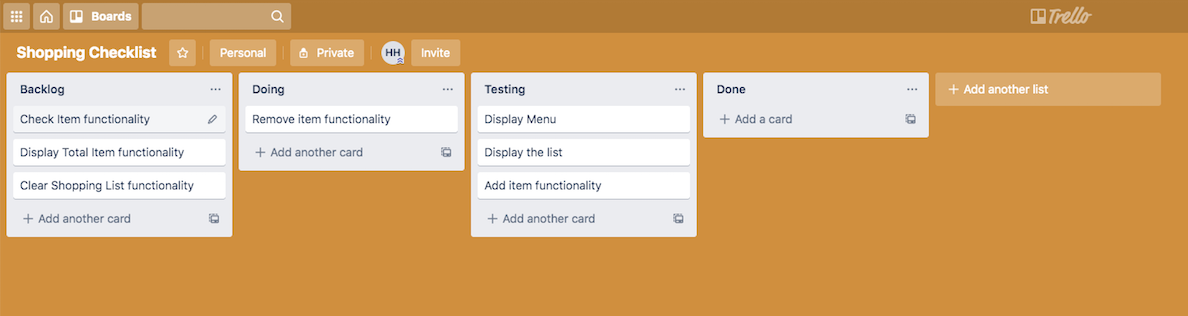 Boards
Trello
Shopping Checklist
Personal
Private
HH
Invite
Backlog
Check Item functionality
Display Total Item functionality
Clear Shopping List functionality
+ Add another card
Doing
Remove item functionality
+ Add another card
Testing
Display Menu
Display the list
Add item functionality
+ Add another card
Done
+ Add a card
+ Add another list